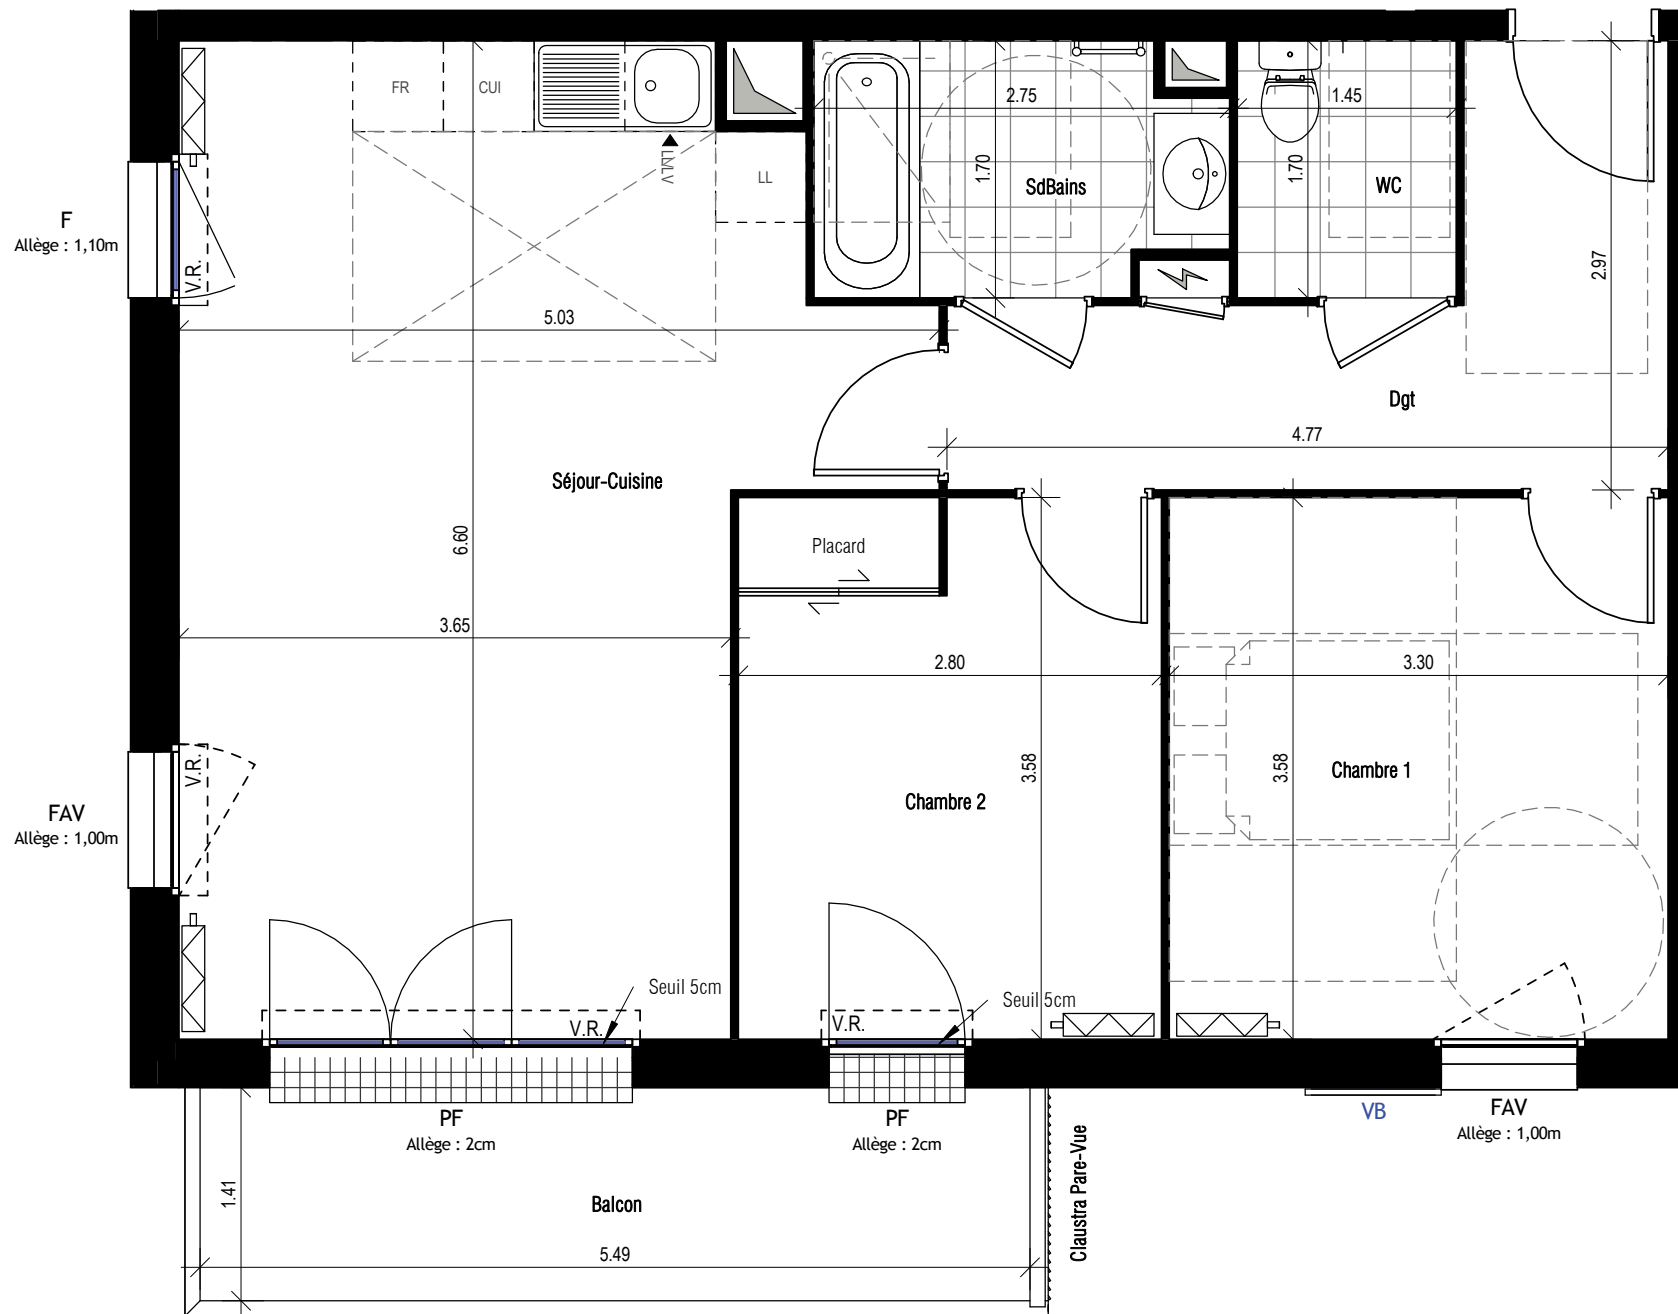 FR
CUI
LL/LV
LL
2.75
1.70
SdBains
1.45
1.70
WC
2.97
F
Allège : 1,10m
V.R.
5.03
Dgt
4.77
Séjour-Cuisine
6.60
Placard
3.65
2.80
3.30
3.58
3.58
Chambre 1
Chambre 2
V.R.
FAV
Allège : 1,00m
Seuil 5cm
V.R.
Seuil 5cm
V.R.
PF
Allège : 2cm
PF
Allège : 2cm
VB
FAV
Allège : 1,00m
Claustra Pare-Vue
1.41
Balcon
5.49